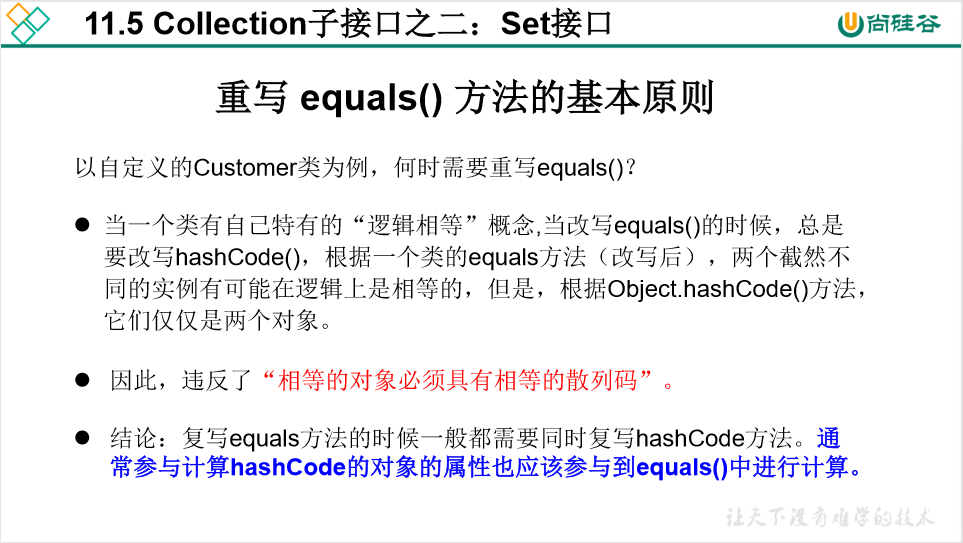 11.5 Collection子接口之二：Set接口
尚硅谷
重写 equals() 方法的基本原则
以自定义的Customer类为例，何时需要重写equals()？
● 当一个类有自己特有的“逻辑相等”概念,当改写equals()的时候，总是
要改写hashCode()，根据一个类的equals方法（改写后），两个截然不
同的实例有可能在逻辑上是相等的，但是，根据Object.hashCode()方法，
它们仅仅是两个对象。
● 因此，违反了“相等的对象必须具有相等的散列码”。
● 结论：复写equals方法的时候一般都需要同时复写hashCode方法。通
常参与计算hashCode的对象的属性也应该参与到equals()中进行计算。
让天下没有难学的技术